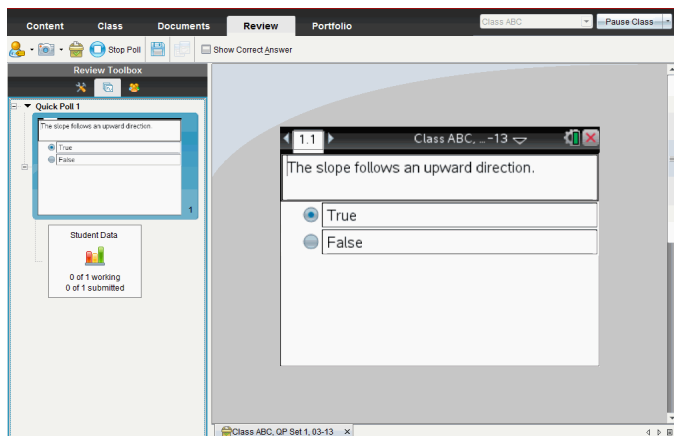 Content Class Documents Review Portfolio Class ABC Pause Class
Stop Poll Show Correct Answer
Review Toolbox
Quick Poll 1
The slope follows an upward direction.
True
False
1
Student Data
0 of 1 working
0 of 1 submitted
1.1 Class ABC, ...-13
The slope follows an upward direction.
True
False
Class ABC, QP Set 1, 03-13